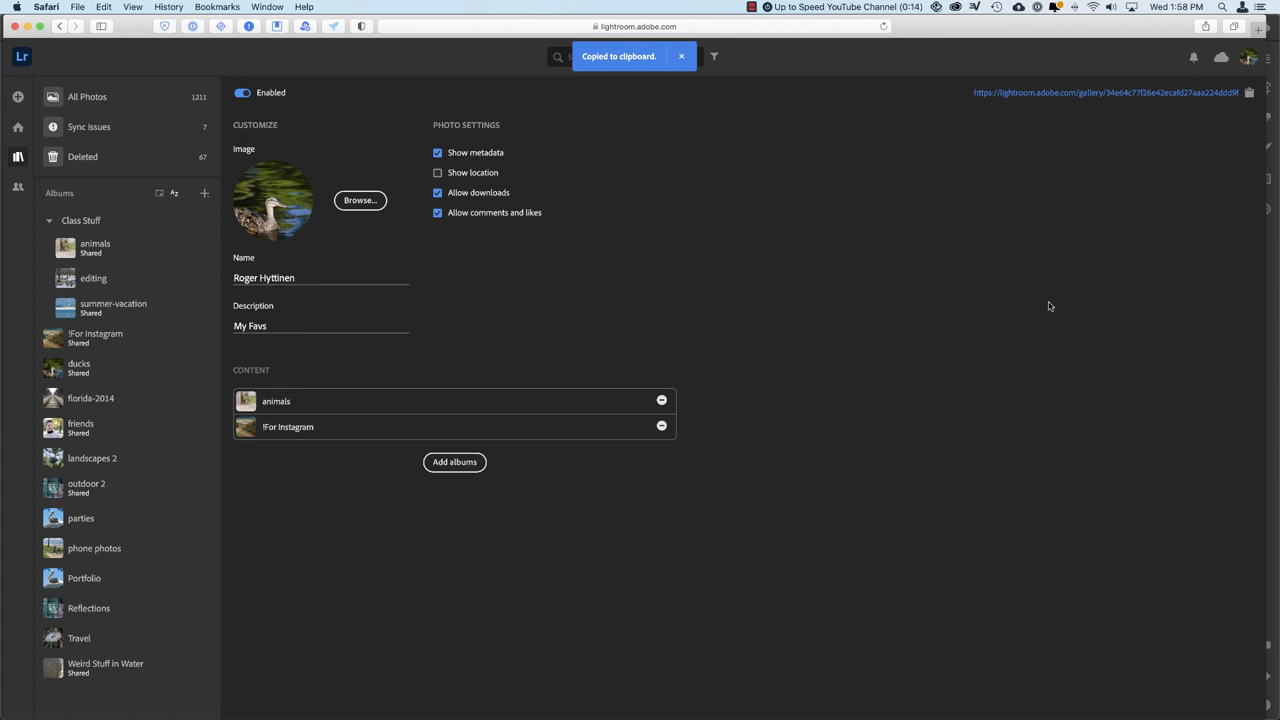 Safari File Edit View History Bookmarks Window Help Up to Speed YouTube Channel (0:14) Wed 1:58 PM
lightroom.adobe.com
Lr Copied to clipboard.
All Photos 1211
Sync issues 7
Deleted 67
Albums
Class Stuff
animals
Shared
editing
summer-vacation
Shared
!For Instagram
Shared
ducks
Shared
florida-2014
friends
Shared
landscapes 2
outdoor 2
Shared
parties
phone photos
Portfolio
Reflections
Travel
Weird Stuff in Water
Shared
Enabled https://lightroom.adobe.com/gallery/34e64c77f26e42ecafd27aaa224ddd9f
CUSTOMIZE
Image
Browse...
Name
Roger Hyttinen
Description
My Favs
PHOTO SETTINGS
Show metadata
Show location
Allow downloads
Allow comments and likes
CONTENT
animals
!For Instagram
Add albums